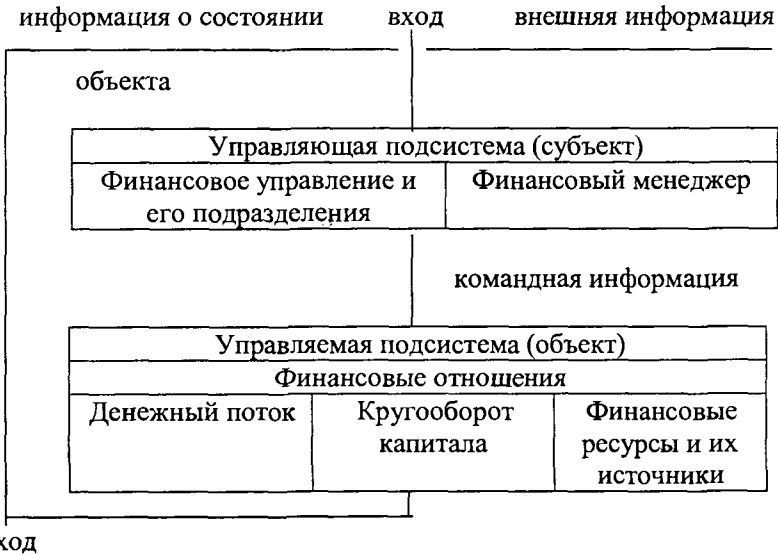 информация о состоянии вход внешняя информация
объекта
Управляющая подсистема (субъект)
Финансовое управление и его подразделения
Финансовый менеджер
командная информация
Управляемая подсистема (объект)
Финансовые отношения
Денежный поток
Кругооборот
капитала
Финансовые
ресурсы и их
источники
ход